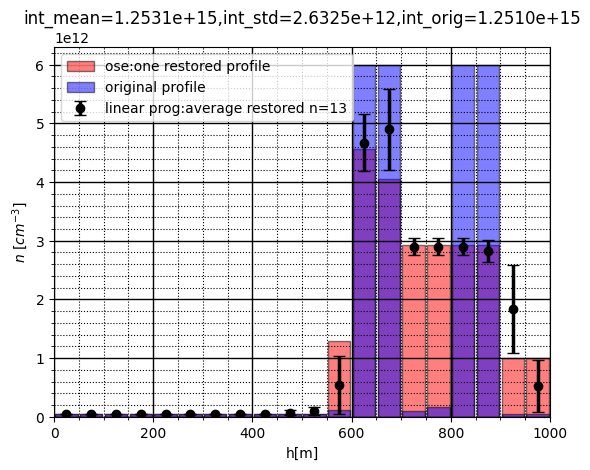 int_mean=1.2531e+15,int_std=2.6325e+12,int_orig=1.2510e+15
1e12
ose:one restored profile
original profile
linear prog:average restored n=13
6
5
4
3
2
1
0
n [cm⁻³]
0 200 400 600 800 1000
h[m]